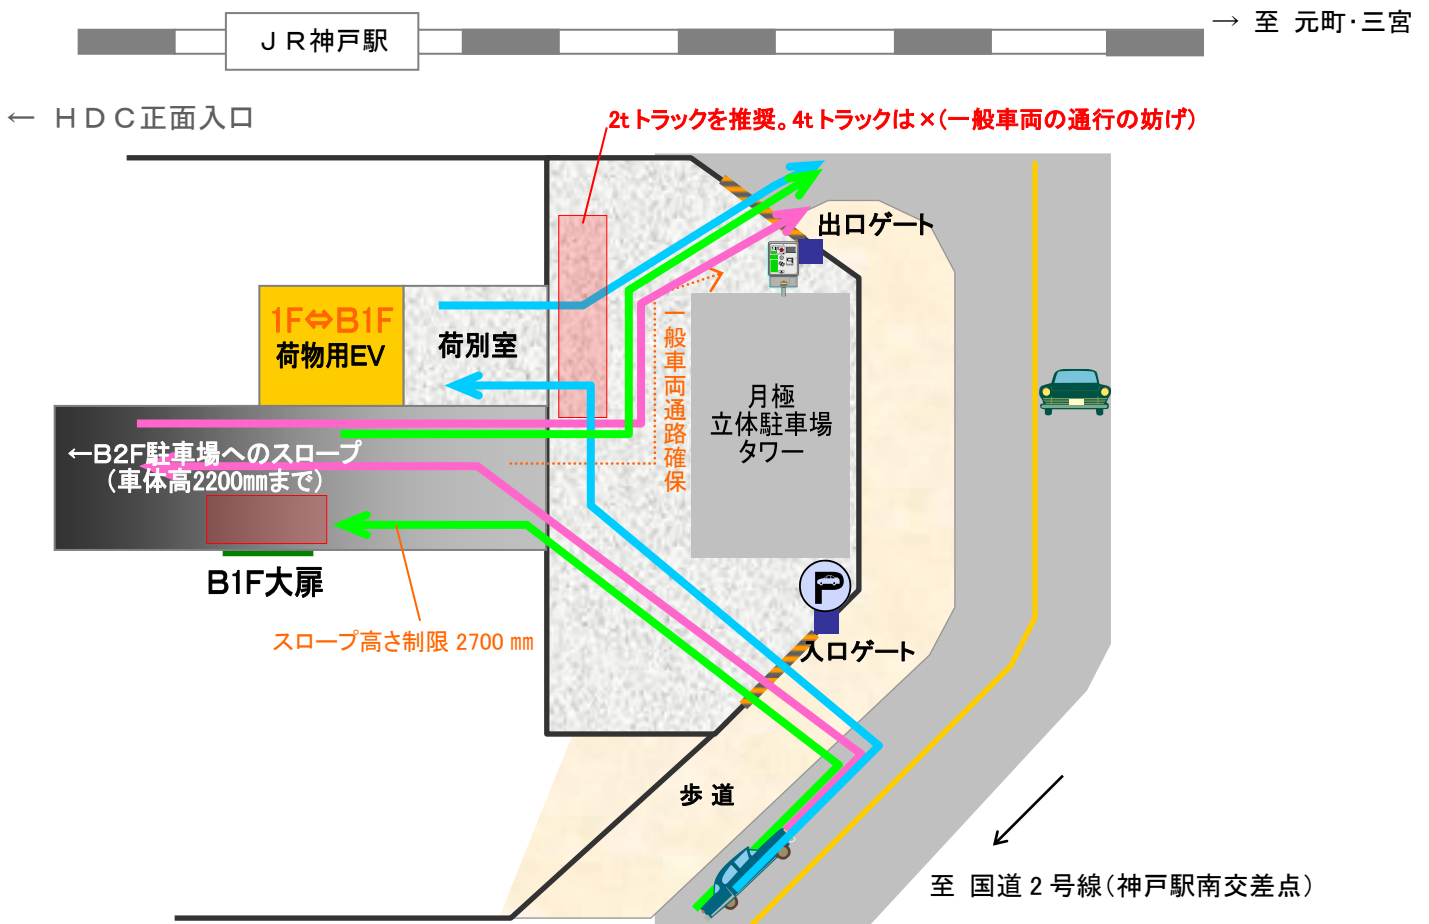 → 至 元町・三宮
ＪＲ神戸駅
← ＨＤＣ正面入口
2tトラックを推奨。4tトラックは×(一般車両の通行の妨げ)
出口ゲート
1F⇔B1F
荷物用EV
荷別室
一般車両通路確保
月極
立体駐車場
タワー
←B2F駐車場へのスロープ
(車体高2200㎜まで)
B1F大扉
P
スロープ高さ制限 2700 ㎜
入口ゲート
歩 道
至 国道２号線(神戸駅南交差点)